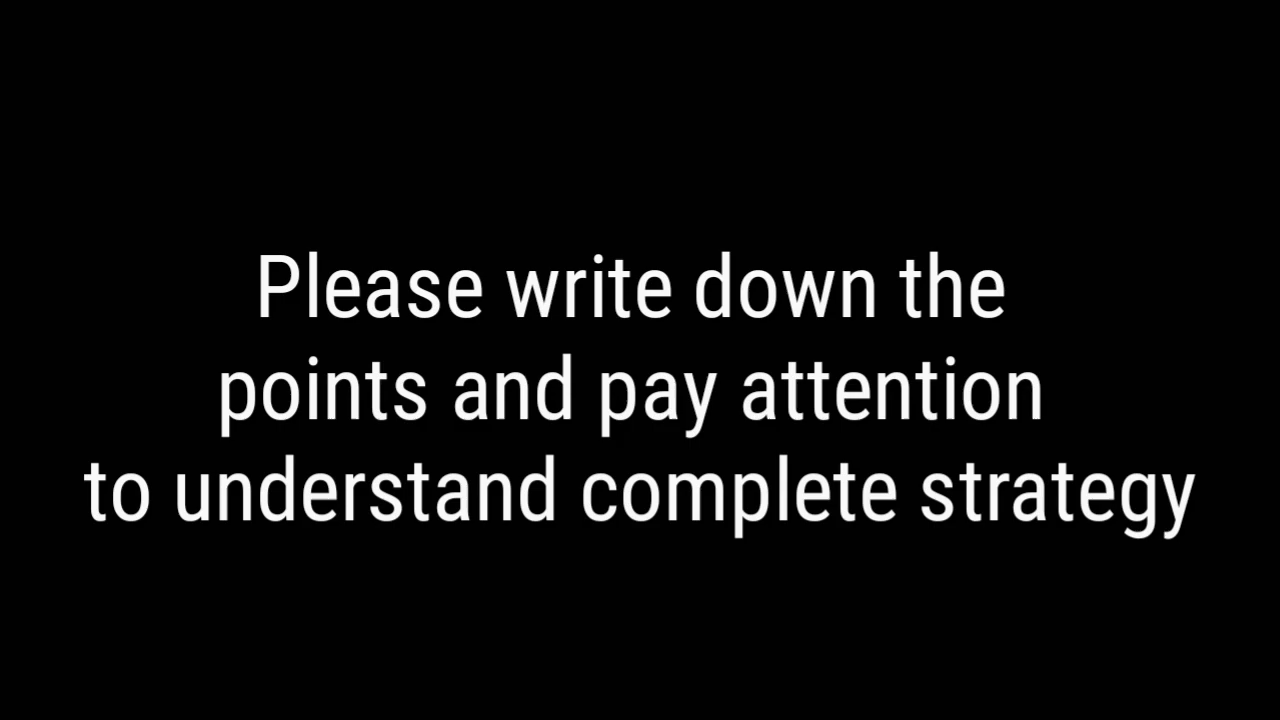 Please write down the
points and pay attention
to understand complete strategy